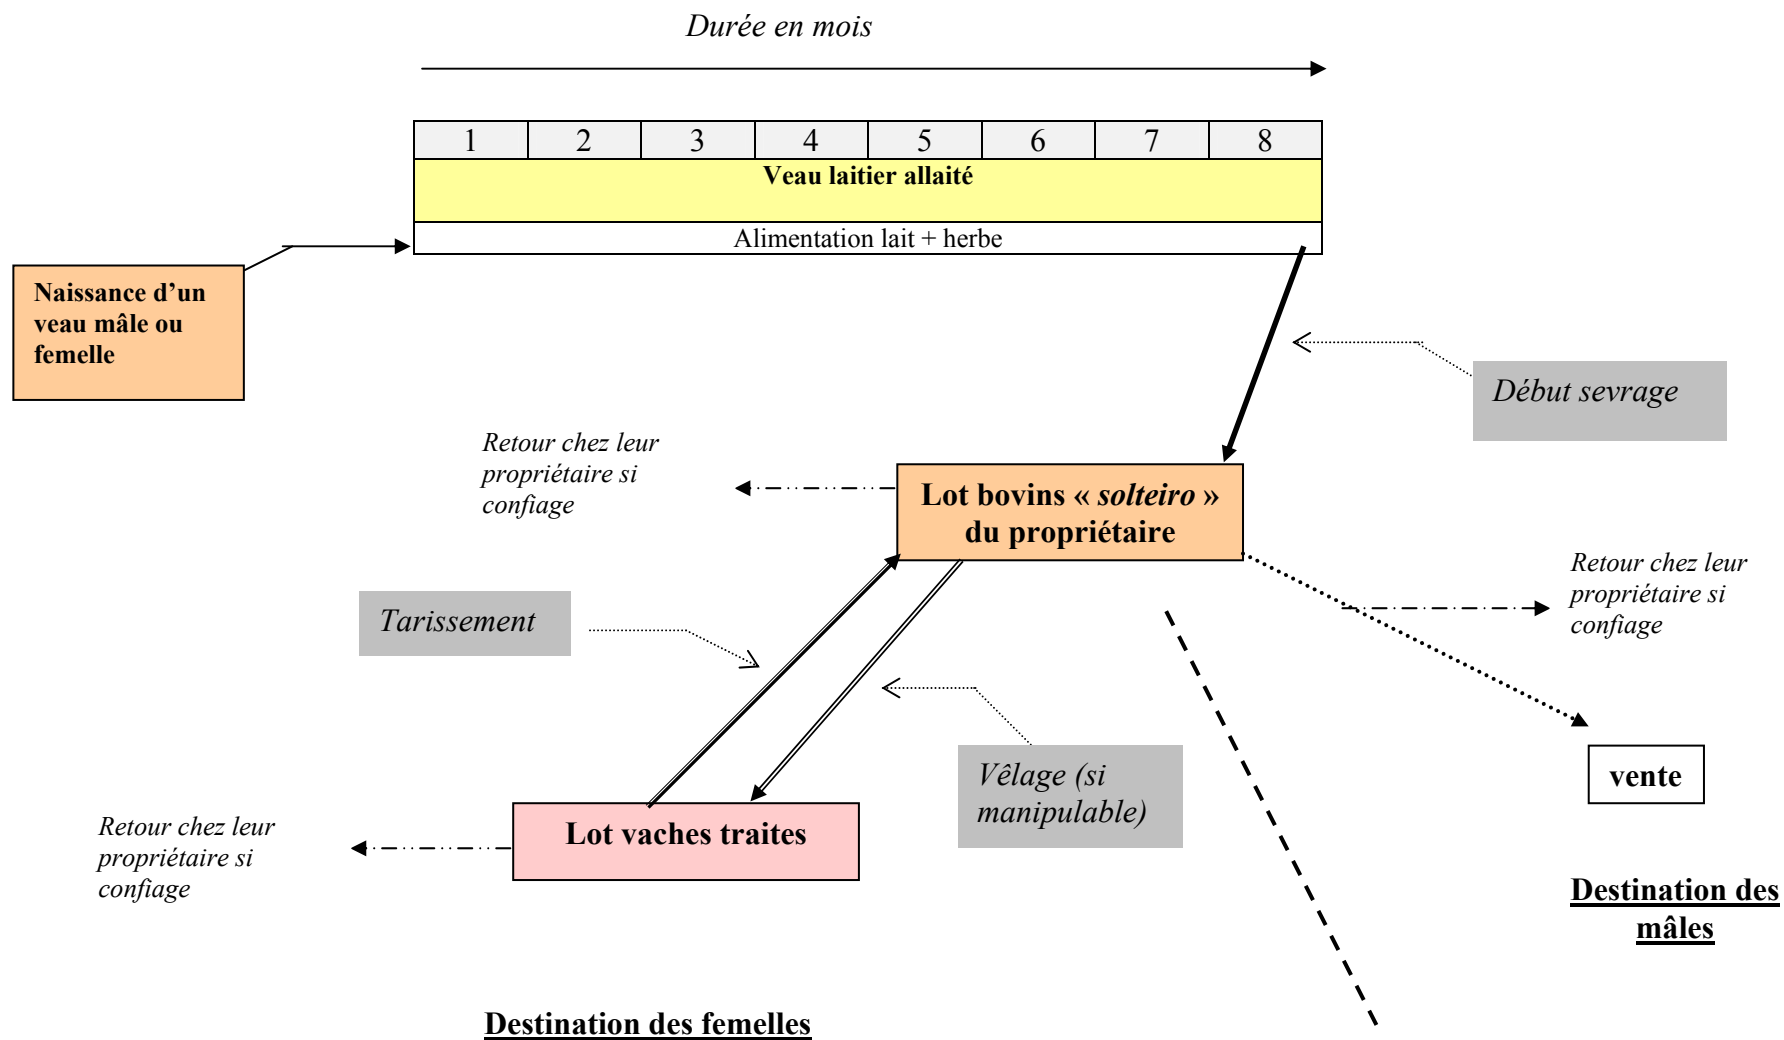 Durée en mois
1 2 3 4 5 6 7 8
Veau laitier allaité
Alimentation lait + herbe
Naissance d’un
veau mâle ou
femelle
Début sevrage
Retour chez leur
propriétaire si
confiage
Lot bovins « solteiro »
du propriétaire
Retour chez leur
propriétaire si
confiage
Tarissement
Vêlage (si
manipulable)
vente
Lot vaches traites
Retour chez leur
propriétaire si
confiage
Destination des
mâles
Destination des femelles